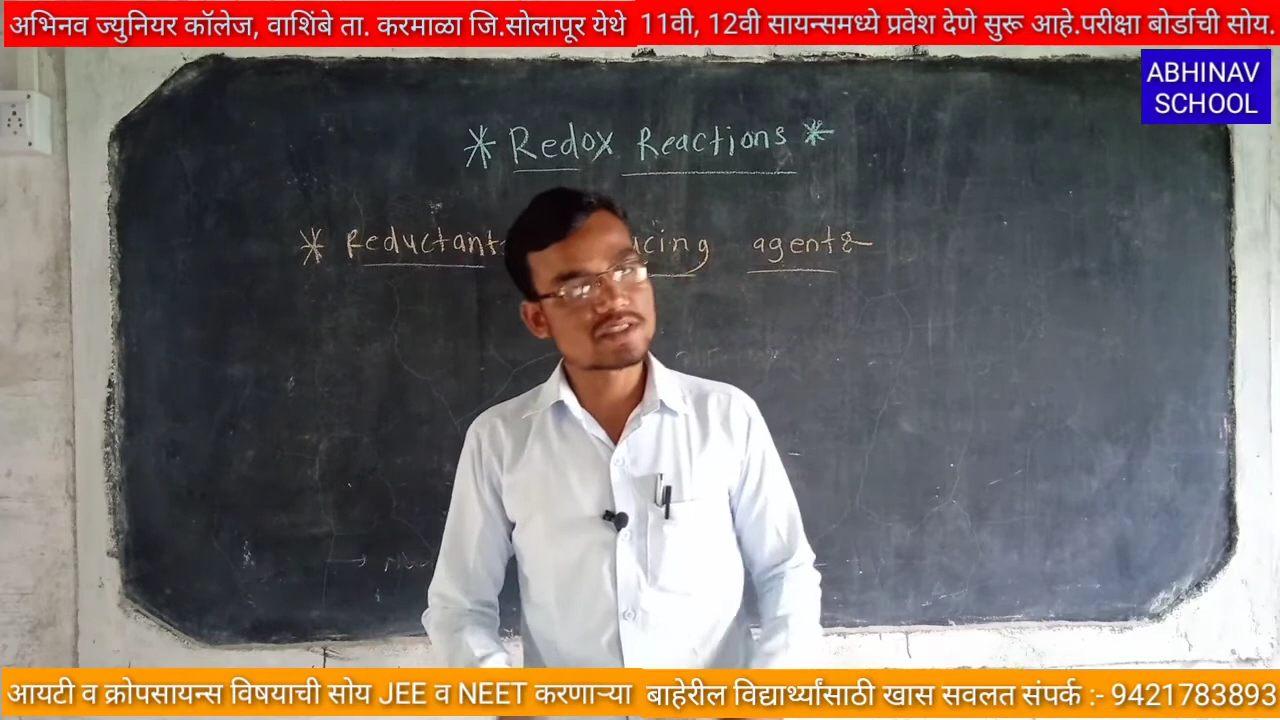 अभिनव ज्युनियर कॉलेज, वाशिंबे ता. करमाळा जि.सोलापूर येथे 11वी, 12वी सायन्समध्ये प्रवेश देणे सुरू आहे.परीक्षा बोर्डाची सोय.
ABHINAV
SCHOOL
* Redox Reactions *
* Reductant ucing agents
आयटी व क्रोपसायन्स विषयाची सोय JEE व NEET करणाऱ्या बाहेरील विद्यार्थ्यांसाठी खास सवलत संपर्क :- 9421783893